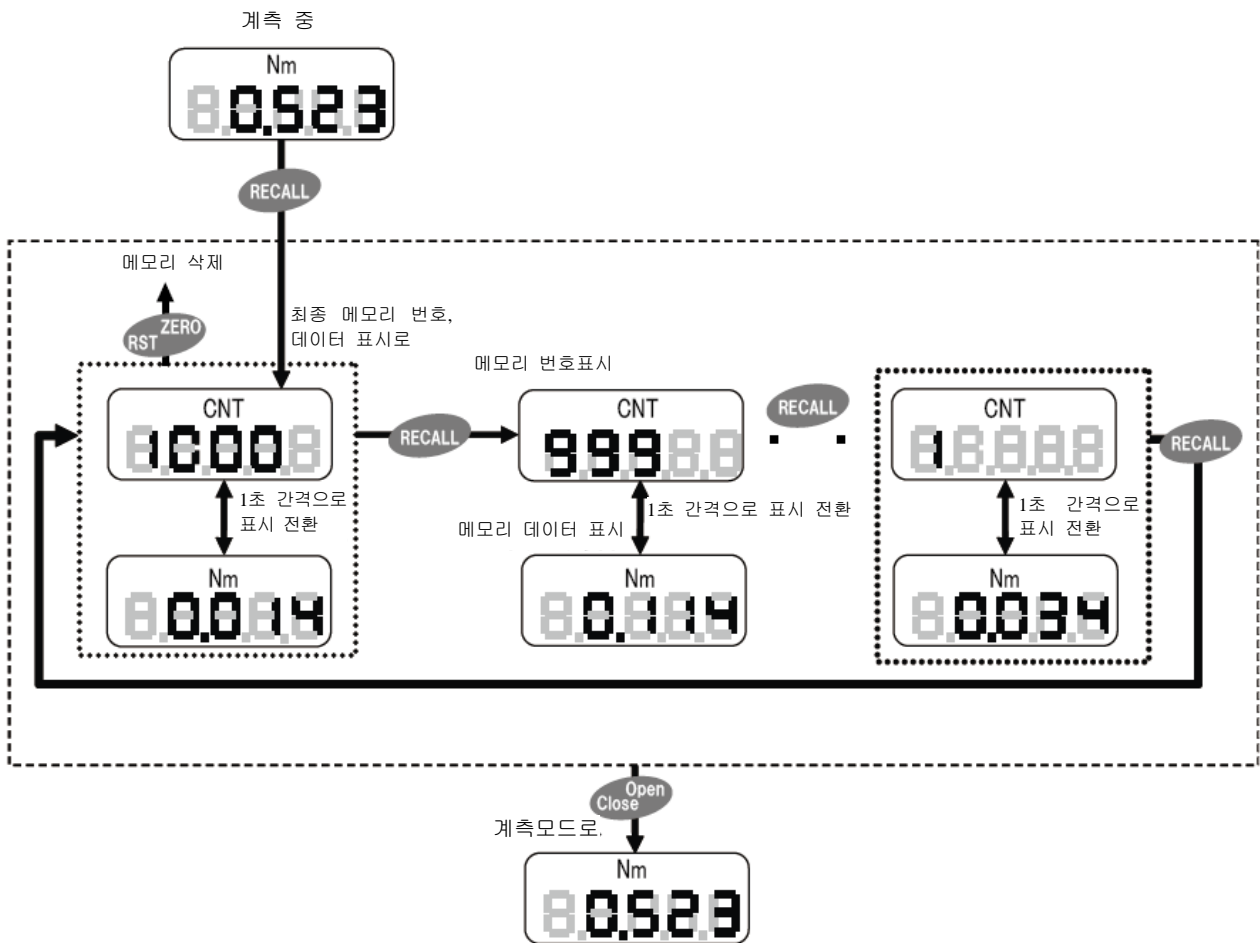 계측 중
Nm
0.523
RECALL
메모리 삭제
ZERO
RST
최종 메모리 번호,
데이터 표시로
CNT
1000
1초 간격으로
표시 전환
Nm
0.014
RECALL
메모리 번호표시
CNT
999
메모리 데이터 표시
1초 간격으로 표시 전환
Nm
0.114
RECALL
. .
CNT
1
1초 간격으로
표시 전환
Nm
0.034
RECALL
Open
Close
계측모드로.
Nm
0.523